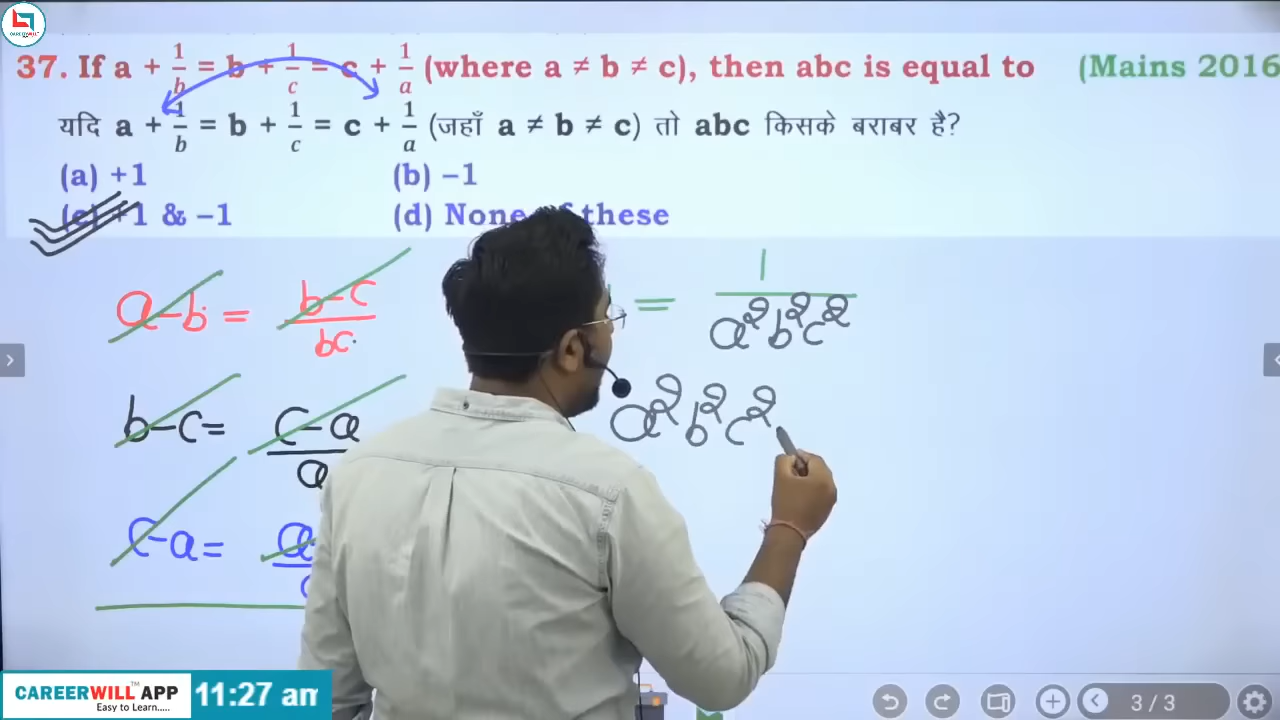 CAREERWILL
37. If a + 1/b = b + 1/c = c + 1/a (where a ≠ b ≠ c), then abc is equal to (Mains 2016
यदि a + 1/b = b + 1/c = c + 1/a (जहाँ a ≠ b ≠ c) तो abc किसके बराबर है?
(a) +1 (b) −1
(c) +1 & −1 (d) None of these
a-b = b-c/bc = 1/a²b²c²
b-c = c-a/a a²b²c²
c-a = a
CAREERWILL APP 11:27 am
Easy to Learn.....
3 / 3